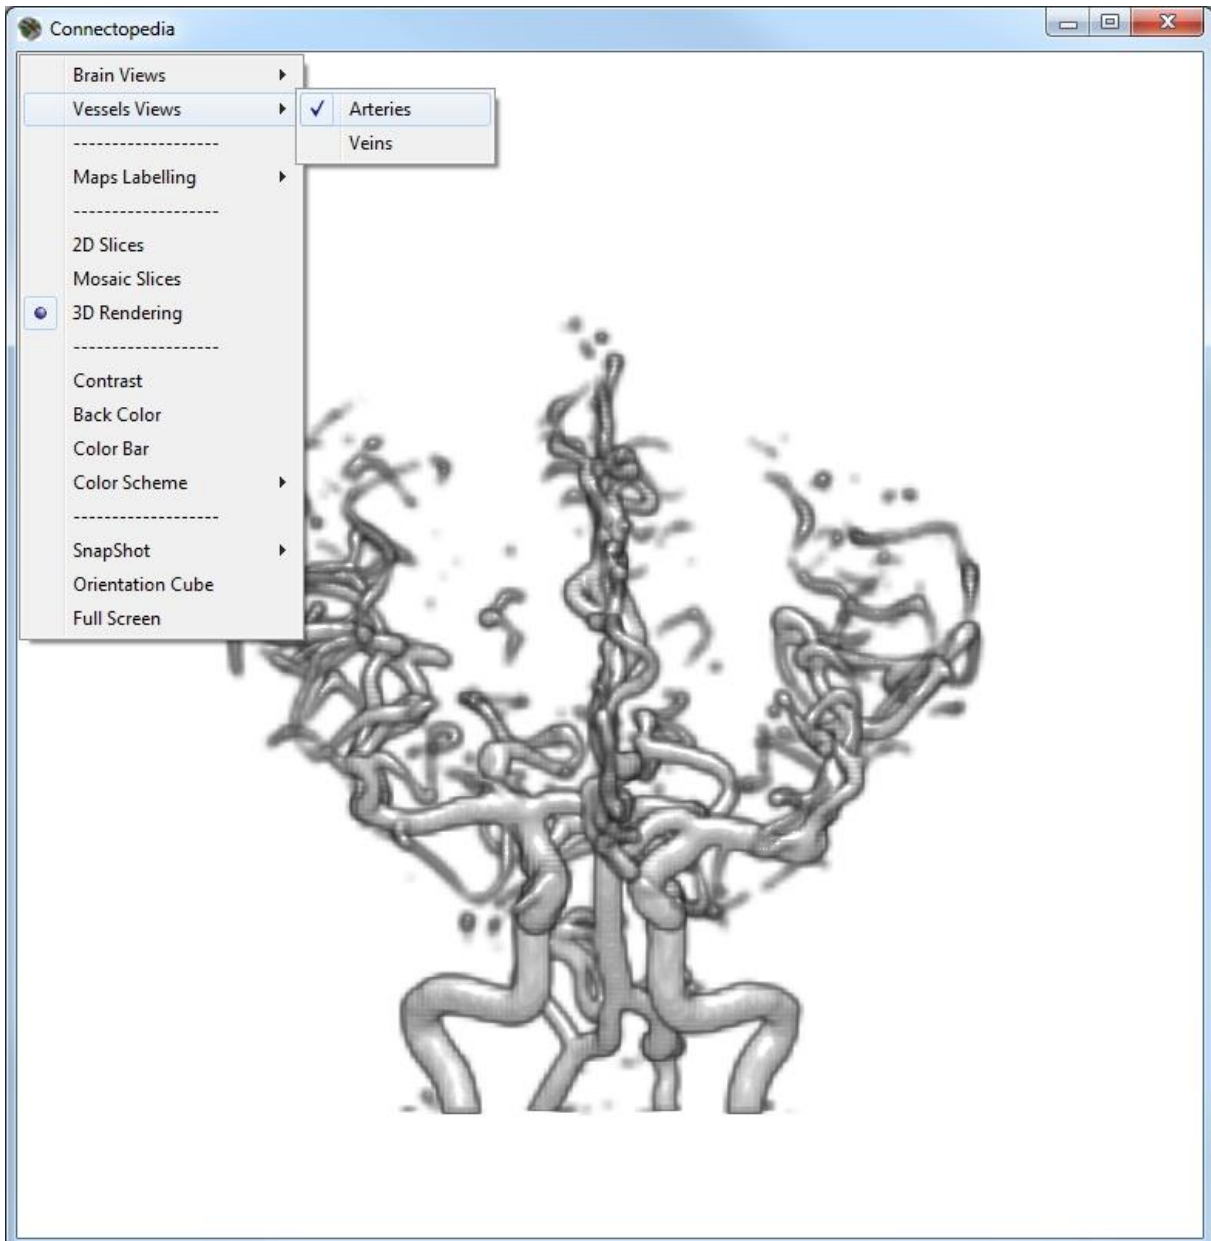 Connectopedia
Brain Views
Vessels Views
Arteries
Veins
-------------------
Maps Labelling
-------------------
2D Slices
Mosaic Slices
3D Rendering
-------------------
Contrast
Back Color
Color Bar
Color Scheme
-------------------
SnapShot
Orientation Cube
Full Screen